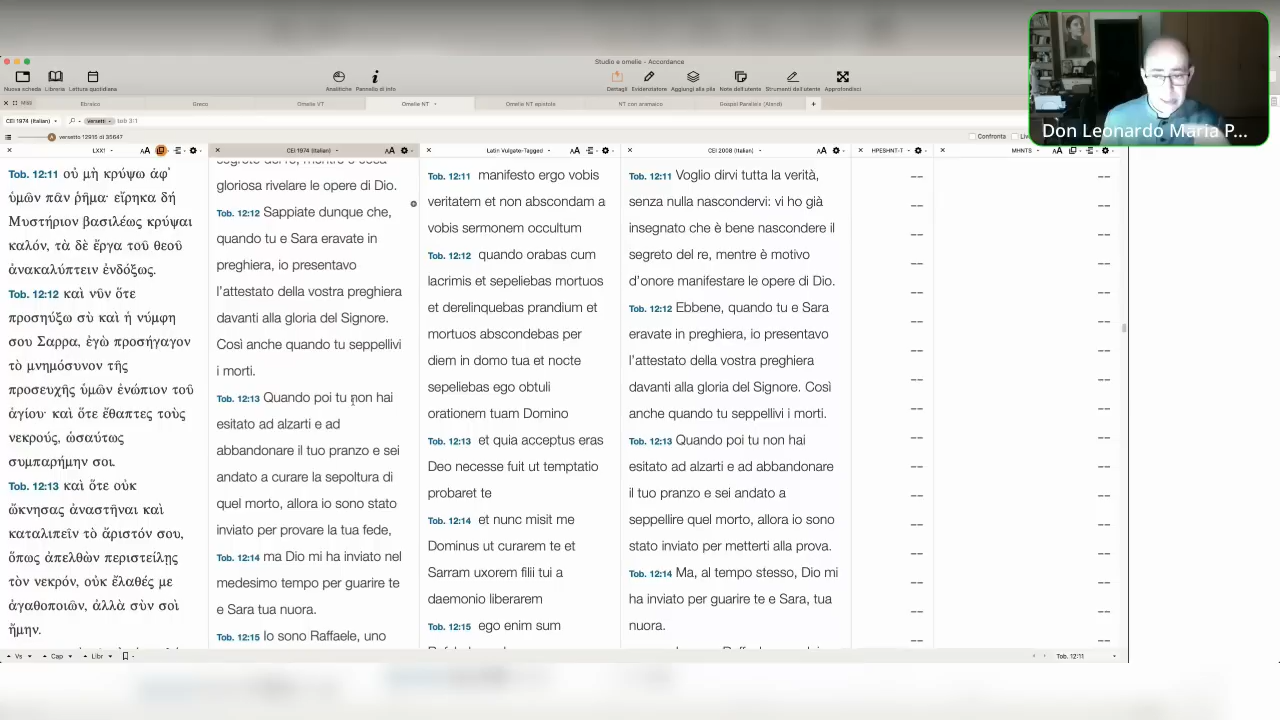 Studio e omelie - Accordance
Nuova scheda Libreria Lettura quotidiana Analitiche Pannello di info Dettagli Evidenziatore Aggiungi alla pila Note dell'utente Strumenti dell'utente Approfondisci
Ebraico Greco Omelie VT Omelie NT NT epistola NT con aramaico Gospel Parallels (Aland) +
CEI 1974 (Italian) versetti tob 3:1
versetto 12915 di 35647 Confronta
LXX1 CEI 1974 (Italian) Latin Vulgate-Tagged CEI 2008 (Italian) HPESHNT-T MHNTS
Don Leonardo Maria P...
Tob. 12:11 οὐ μὴ κρύψω ἀφ᾽
ὑμῶν πᾶν ῥῆμα· εἴρηκα δή
Μυστήριον βασιλέως κρύψαι
καλόν, τὰ δὲ ἔργα τοῦ θεοῦ
ἀνακαλύπτειν ἐνδόξως.
Tob. 12:12 καὶ νῦν ὅτε
προσηύξω σὺ καὶ ἡ νύμφη
σου Σαρρα, ἐγὼ προσήγαγον
τὸ μνημόσυνον τῆς
προσευχῆς ὑμῶν ἐνώπιον τοῦ
ἁγίου· καὶ ὅτε ἔθαπτες τοὺς
νεκρούς, ὡσαύτως
συμπαρήμην σοι.
Tob. 12:13 καὶ ὅτε οὐκ
ὤκνησας ἀναστῆναι καὶ
καταλιπεῖν τὸ ἄριστόν σου,
ὅπως ἀπελθὼν περιστείλῃς
τὸν νεκρόν, οὐκ ἔλαθές με
ἀγαθοποιῶν, ἀλλὰ σὺν σοὶ
ἤμην.
gloriosa rivelare le opere di Dio.
Tob. 12:12 Sappiate dunque che,
quando tu e Sara eravate in
preghiera, io presentavo
l'attestato della vostra preghiera
davanti alla gloria del Signore.
Così anche quando tu seppellivi
i morti.
Tob. 12:13 Quando poi tu non hai
esitato ad alzarti e ad
abbandonare il tuo pranzo e sei
andato a curare la sepoltura di
quel morto, allora io sono stato
inviato per provare la tua fede,
Tob. 12:14 ma Dio mi ha inviato nel
medesimo tempo per guarire te
e Sara tua nuora.
Tob. 12:15 Io sono Raffaele, uno
Tob. 12:11 manifesto ergo vobis
veritatem et non abscondam a
vobis sermonem occultum
Tob. 12:12 quando orabas cum
lacrimis et sepeliebas mortuos
et derelinquebas prandium et
mortuos abscondebas per
diem in domo tua et nocte
sepeliebas ego obtuli
orationem tuam Domino
Tob. 12:13 et quia acceptus eras
Deo necesse fuit ut temptatio
probaret te
Tob. 12:14 et nunc misit me
Dominus ut curarem te et
Sarram uxorem filii tui a
daemonio liberarem
Tob. 12:15 ego enim sum
Tob. 12:11 Voglio dirvi tutta la verità,
senza nulla nascondervi: vi ho già
insegnato che è bene nascondere il
segreto del re, mentre è motivo
d'onore manifestare le opere di Dio.
Tob. 12:12 Ebbene, quando tu e Sara
eravate in preghiera, io presentavo
l'attestato della vostra preghiera
davanti alla gloria del Signore. Così
anche quando tu seppellivi i morti.
Tob. 12:13 Quando poi tu non hai
esitato ad alzarti e ad abbandonare
il tuo pranzo e sei andato a
seppellire quel morto, allora io sono
stato inviato per metterti alla prova.
Tob. 12:14 Ma, al tempo stesso, Dio mi
ha inviato per guarire te e Sara, tua
nuora.
Vs Cap Libr Tob. 12:11